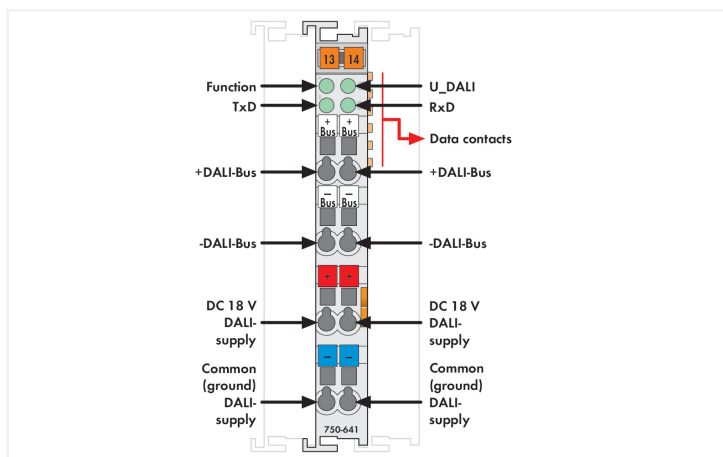 13 14
Function
U_DALI
TxD
RxD
+ +
Bus Bus
Data contacts
+DALI-Bus
+DALI-Bus
– –
Bus Bus
-DALI-Bus
-DALI-Bus
+ +
DC 18 V
DALI-
supply
DC 18 V
DALI-
supply
– –
Common
(ground)
DALI-
supply
Common
(ground)
DALI-
supply
750-641